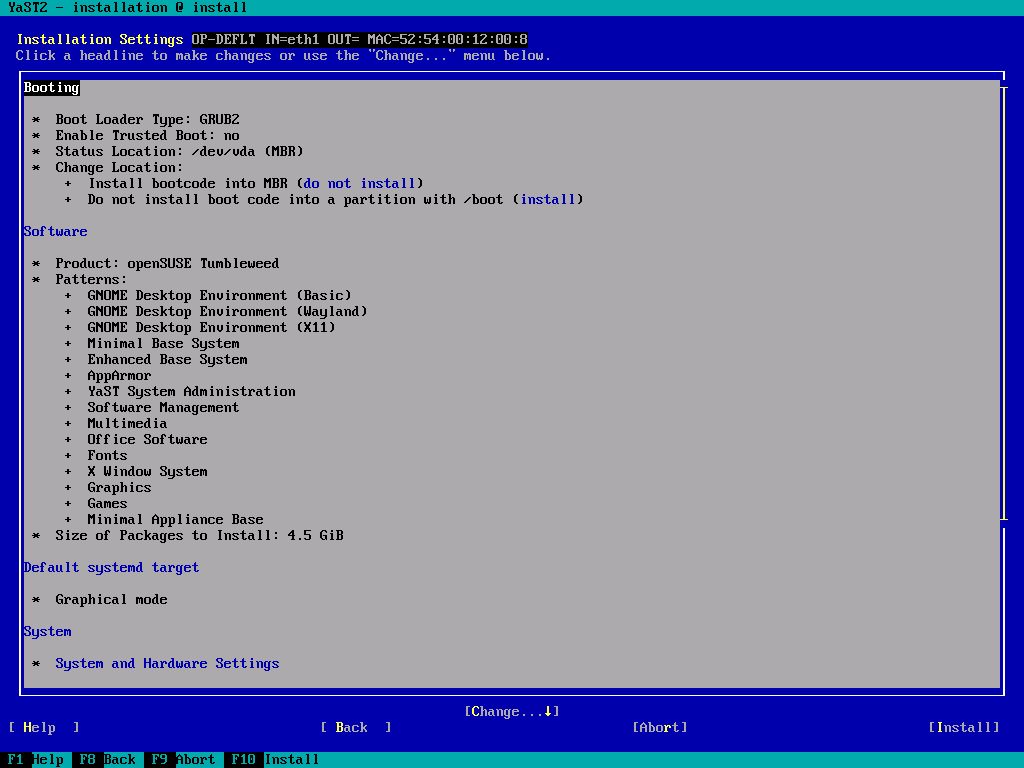 YaST2 - installation @ install
Installation Settings OP-DEFLT IN=eth1 OUT= MAC=52:54:00:12:00:8
Click a headline to make changes or use the "Change..." menu below.
Booting
* Boot Loader Type: GRUB2
* Enable Trusted Boot: no
* Status Location: /dev/vda (MBR)
* Change Location:
+ Install bootcode into MBR (do not install)
+ Do not install boot code into a partition with /boot (install)
Software
* Product: openSUSE Tumbleweed
* Patterns:
+ GNOME Desktop Environment (Basic)
+ GNOME Desktop Environment (Wayland)
+ GNOME Desktop Environment (X11)
+ Minimal Base System
+ Enhanced Base System
+ AppArmor
+ YaST System Administration
+ Software Management
+ Multimedia
+ Office Software
+ Fonts
+ X Window System
+ Graphics
+ Games
+ Minimal Appliance Base
* Size of Packages to Install: 4.5 GiB
Default systemd target
* Graphical mode
System
* System and Hardware Settings
[Change...↓]
[ Help ] [ Back ] [Abort] [Install]
F1 Help F8 Back F9 Abort F10 Install